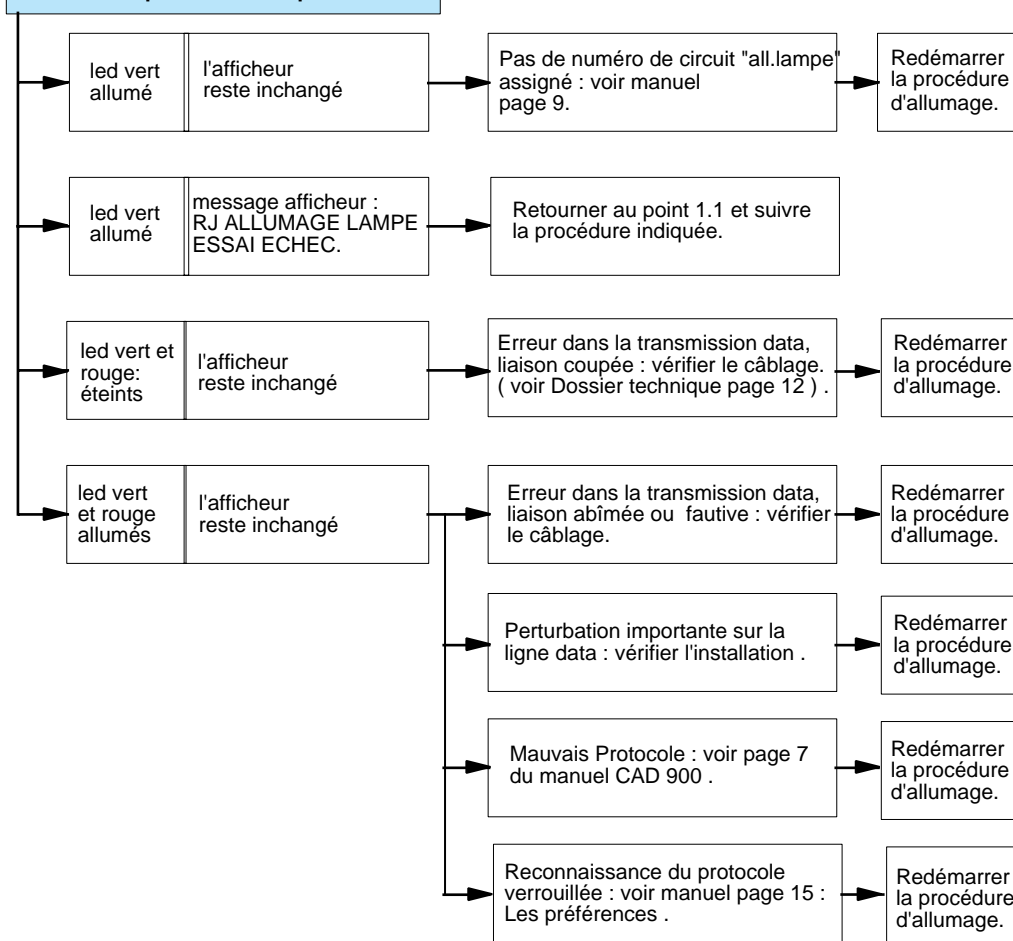 led vert
allumé
l'afficheur
reste inchangé
Pas de numéro de circuit "all.lampe"
assigné : voir manuel
page 9.
Redémarrer
la procédure
d'allumage.
led vert
allumé
message afficheur :
RJ ALLUMAGE LAMPE
ESSAI ECHEC.
Retourner au point 1.1 et suivre
la procédure indiquée.
led vert et
rouge:
éteints
l'afficheur
reste inchangé
Erreur dans la transmission data,
liaison coupée : vérifier le câblage.
( voir Dossier technique page 12 ) .
Redémarrer
la procédure
d'allumage.
led vert
et rouge
allumés
l'afficheur
reste inchangé
Erreur dans la transmission data,
liaison abîmée ou fautive : vérifier
le câblage.
Redémarrer
la procédure
d'allumage.
Perturbation importante sur la
ligne data : vérifier l'installation .
Redémarrer
la procédure
d'allumage.
Mauvais Protocole : voir page 7
du manuel CAD 900 .
Redémarrer
la procédure
d'allumage.
Reconnaissance du protocole
verrouillée : voir manuel page 15 :
Les préférences .
Redémarrer
la procédure
d'allumage.